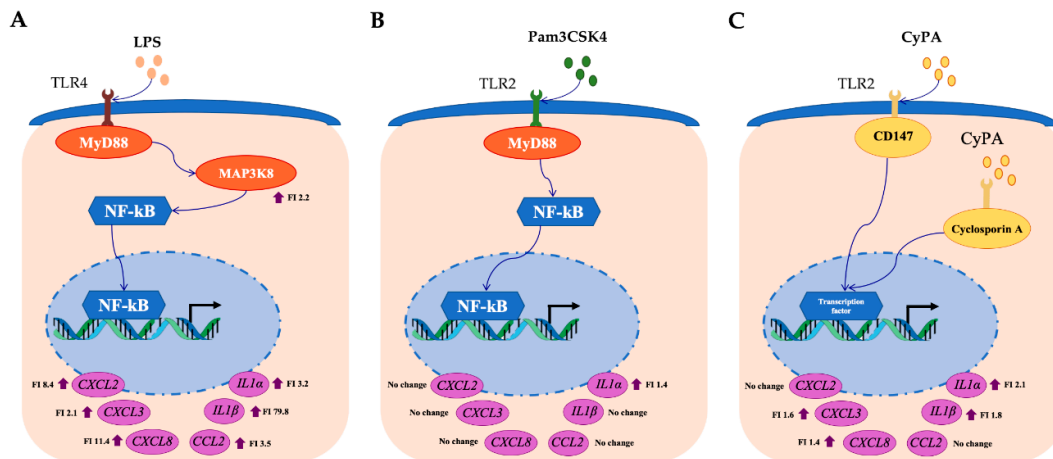 A
LPS
TLR4
MyD88
MAP3K8
FI 2.2
NF-kB
NF-kB
FI 8.4
CXCL2
IL1α
FI 3.2
FI 2.1
CXCL3
IL1β
FI 79.8
FI 11.4
CXCL8
CCL2
FI 3.5
B
Pam3CSK4
TLR2
MyD88
NF-kB
NF-kB
No change
CXCL2
IL1α
FI 1.4
No change
CXCL3
IL1β
No change
No change
CXCL8
CCL2
No change
C
CyPA
TLR2
CD147
CyPA
Cyclosporin A
Transcription
factor
No change
CXCL2
IL1α
FI 2.1
FI 1.6
CXCL3
IL1β
FI 1.8
FI 1.4
CXCL8
CCL2
No change